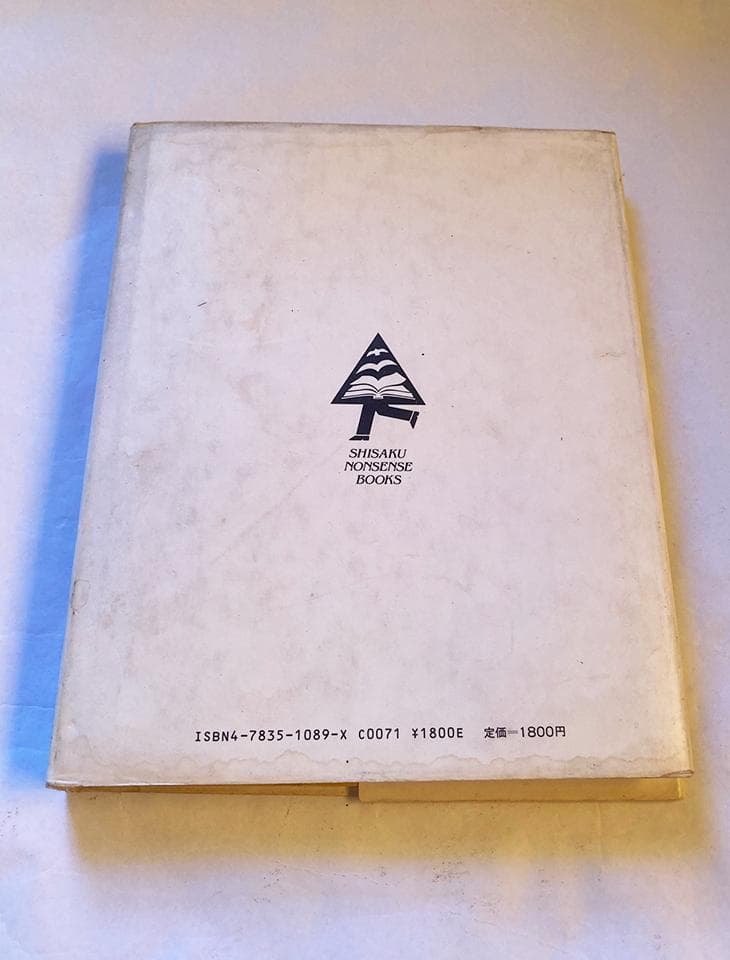 SHISAKU
NONSENSE
BOOKS
ISBN4-7835-1089-X C0071 ¥1800E 定価=1800円